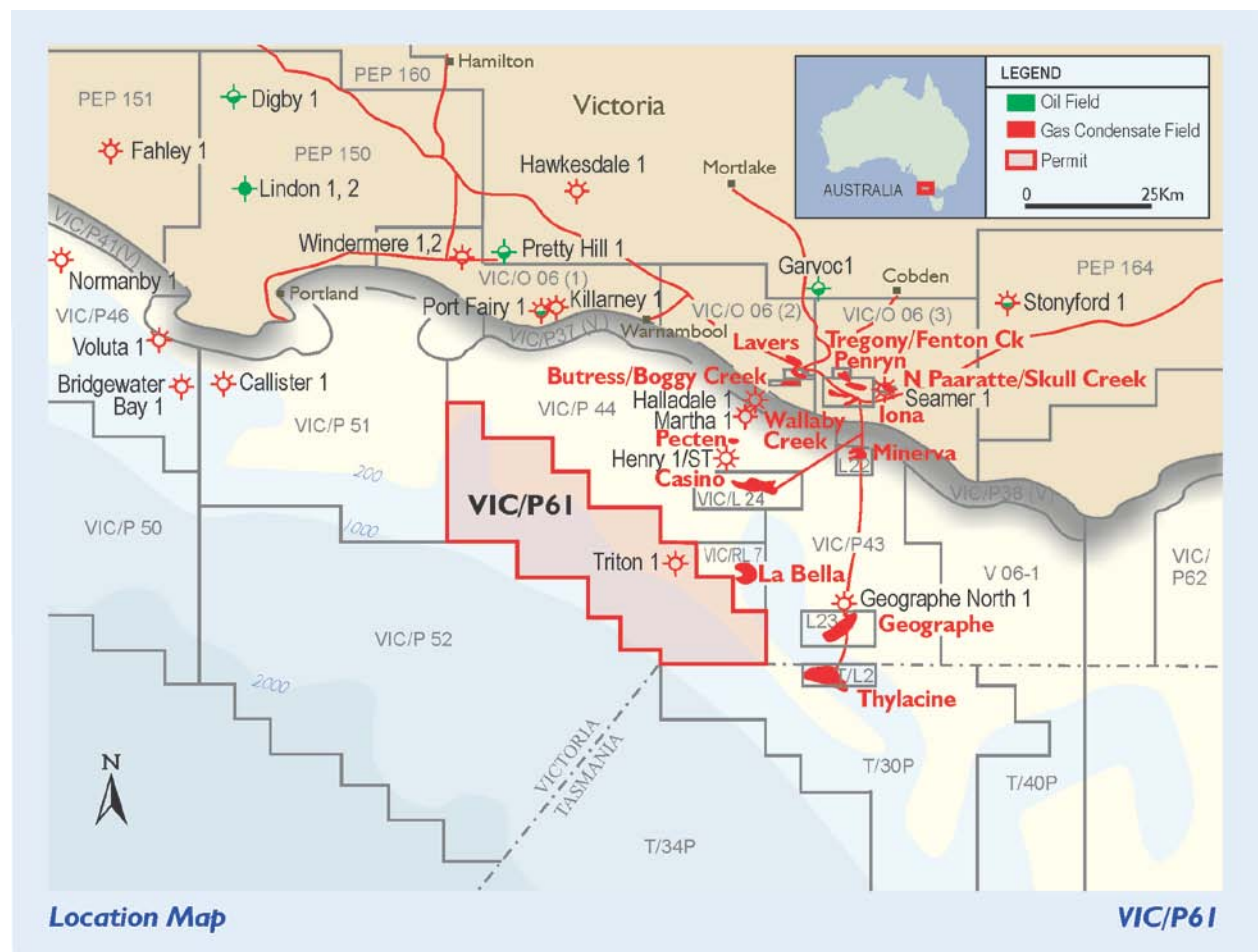 Hamilton
PEP 160
PEP 151
Digby 1
Victoria
LEGEND
Oil Field
Gas Condensate Field
Permit
0 25Km
AUSTRALIA
Fahley 1
PEP 150
Hawkesdale 1
Mortlake
Lindon 1, 2
VIC/P41(V)
Windermere 1,2
Pretty Hill 1
Normanby 1
VIC/O 06 (1)
Garvoc1
Cobden
PEP 164
Portland
Port Fairy 1
Killarney 1
Stonyford 1
VIC/P46
VIC/P37 (V)
Warnambool
VIC/O 06 (2)
VIC/O 06 (3)
Voluta 1
Lavers
Tregony/Fenton Ck
Penryn
Bridgewater
Bay 1
Callister 1
Butress/Boggy Creek
N Paaratte/Skull Creek
Seamer 1
Iona
Halladale 1
Martha 1
Wallaby
Creek
VIC/P 51
VIC/P 44
Pecten
Henry 1/ST
Minerva
L22
Casino
VIC/L 24
VIC/P38 (V)
200
VIC/P61
VIC/P 50
1000
VIC/P43
Triton 1
VIC/RL 7
La Bella
V 06-1
VIC/
P62
Geographe North 1
L23
Geographe
VIC/P 52
2000
T/L2
Thylacine
N
VICTORIA
TASMANIA
T/30P
T/40P
T/34P
Location Map
VIC/P61